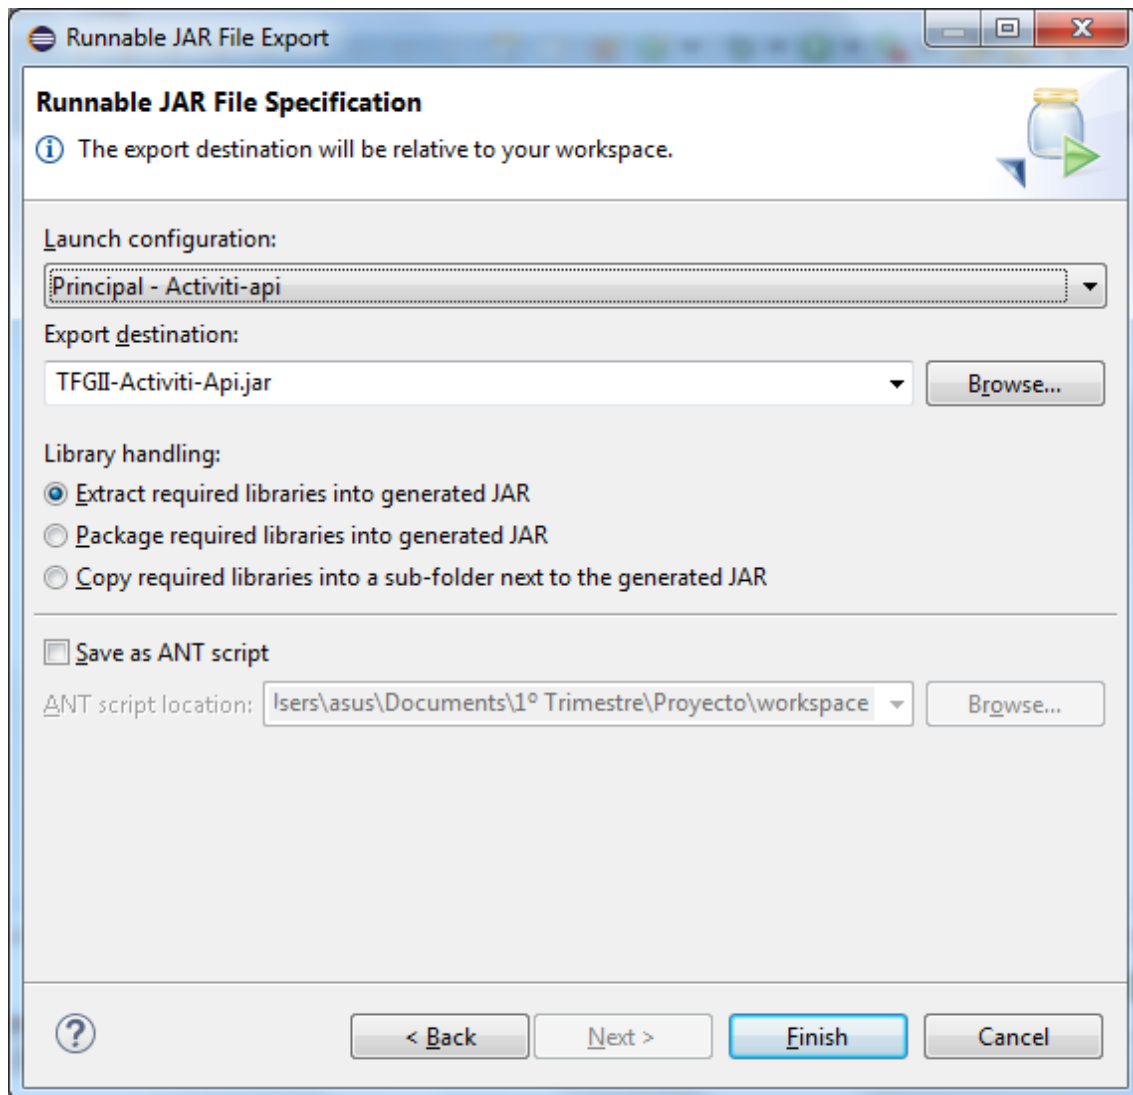 Runnable JAR File Export
Runnable JAR File Specification
The export destination will be relative to your workspace.
Launch configuration:
Principal - Activiti-api
Export destination:
TFGII-Activiti-Api.jar
Browse...
Library handling:
Extract required libraries into generated JAR
Package required libraries into generated JAR
Copy required libraries into a sub-folder next to the generated JAR
Save as ANT script
ANT script location: sers\asus\Documents\1º Trimestre\Proyecto\workspace Browse...
? < Back Next > Finish Cancel